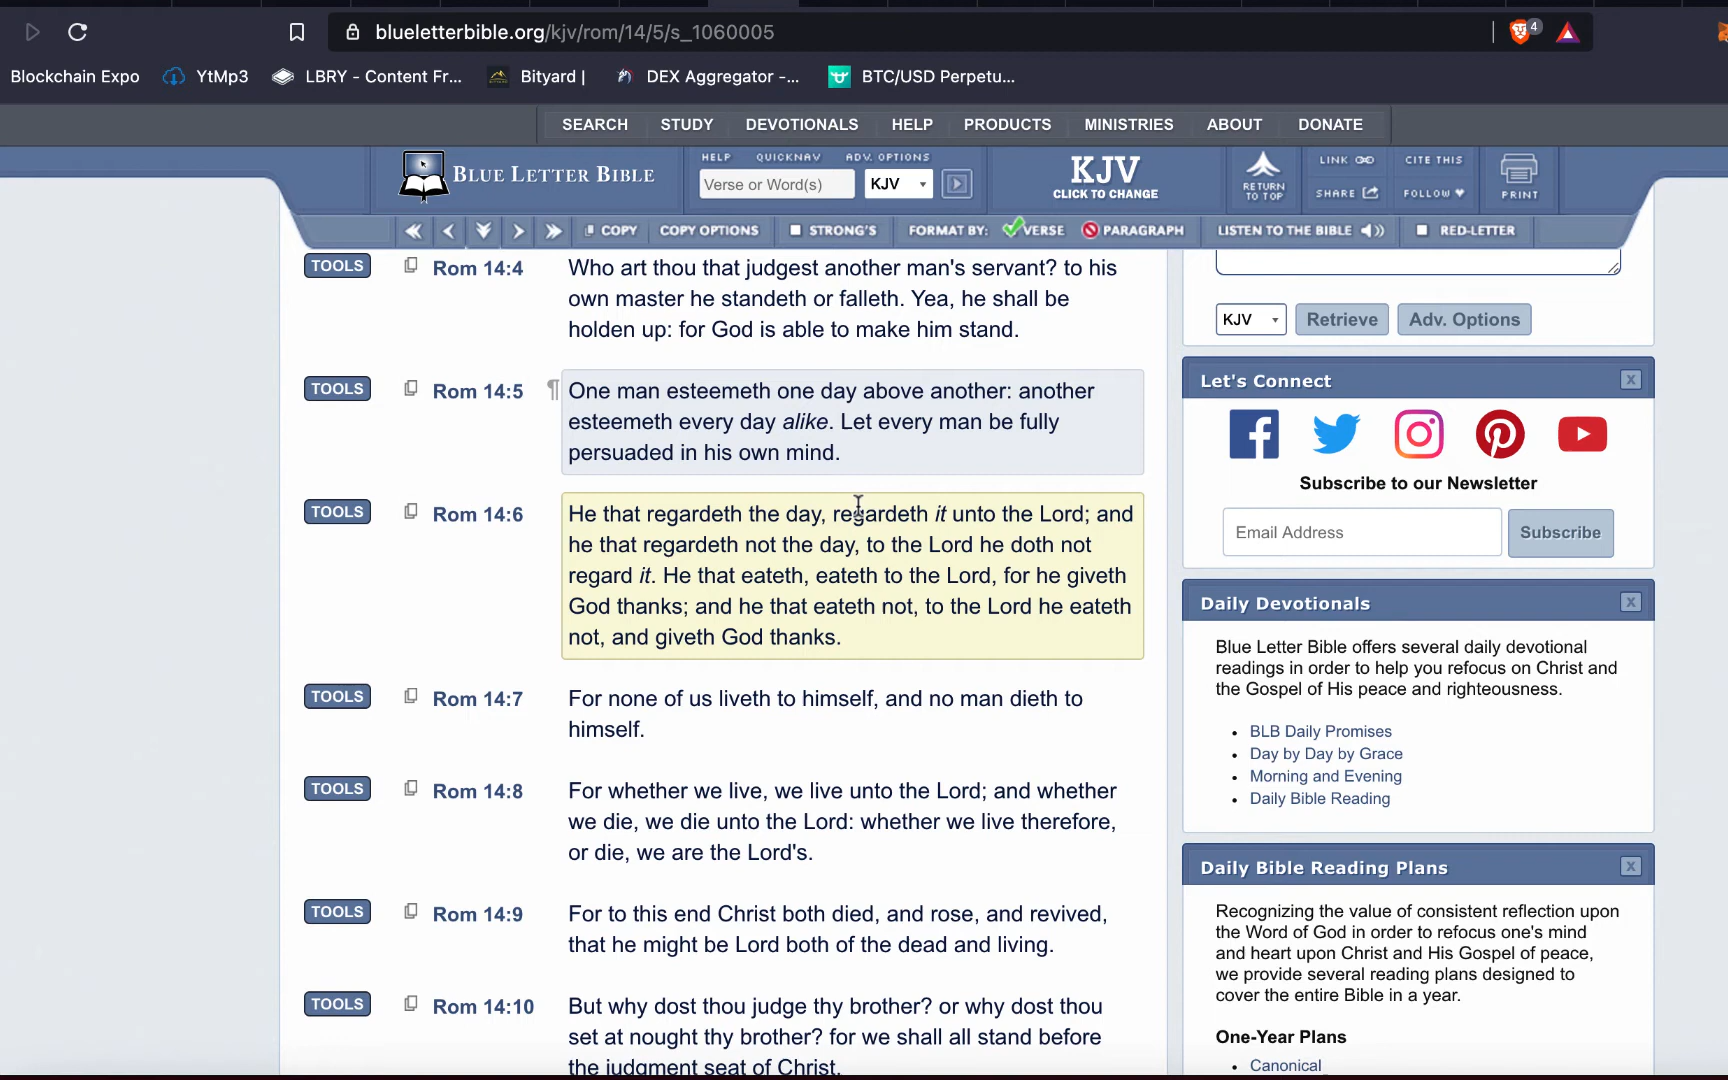 blueletterbible.org/kjv/rom/14/5/s_1060005
4
Blockchain Expo YtMp3 LBRY - Content Fr... Bityard | DEX Aggregator -... BTC/USD Perpetu...
SEARCH STUDY DEVOTIONALS HELP PRODUCTS MINISTRIES ABOUT DONATE
BLUE LETTER BIBLE
HELP QUICKNAV ADV. OPTIONS
Verse or Word(s) KJV
KJV
CLICK TO CHANGE
RETURN
TO TOP
LINK CITE THIS
SHARE FOLLOW
PRINT
COPY COPY OPTIONS STRONG'S FORMAT BY: VERSE PARAGRAPH LISTEN TO THE BIBLE RED-LETTER
TOOLS Rom 14:4 Who art thou that judgest another man's servant? to his
own master he standeth or falleth. Yea, he shall be
holden up: for God is able to make him stand.
TOOLS Rom 14:5 ¶ One man esteemeth one day above another: another
esteemeth every day alike. Let every man be fully
persuaded in his own mind.
TOOLS Rom 14:6 He that regardeth the day, regardeth it unto the Lord; and
he that regardeth not the day, to the Lord he doth not
regard it. He that eateth, eateth to the Lord, for he giveth
God thanks; and he that eateth not, to the Lord he eateth
not, and giveth God thanks.
TOOLS Rom 14:7 For none of us liveth to himself, and no man dieth to
himself.
TOOLS Rom 14:8 For whether we live, we live unto the Lord; and whether
we die, we die unto the Lord: whether we live therefore,
or die, we are the Lord's.
TOOLS Rom 14:9 For to this end Christ both died, and rose, and revived,
that he might be Lord both of the dead and living.
TOOLS Rom 14:10 But why dost thou judge thy brother? or why dost thou
set at nought thy brother? for we shall all stand before
the judgment seat of Christ.
KJV Retrieve Adv. Options
Let's Connect X
Subscribe to our Newsletter
Email Address Subscribe
Daily Devotionals X
Blue Letter Bible offers several daily devotional
readings in order to help you refocus on Christ and
the Gospel of His peace and righteousness.
• BLB Daily Promises
• Day by Day by Grace
• Morning and Evening
• Daily Bible Reading
Daily Bible Reading Plans X
Recognizing the value of consistent reflection upon
the Word of God in order to refocus one's mind
and heart upon Christ and His Gospel of peace,
we provide several reading plans designed to
cover the entire Bible in a year.
One-Year Plans
• Canonical